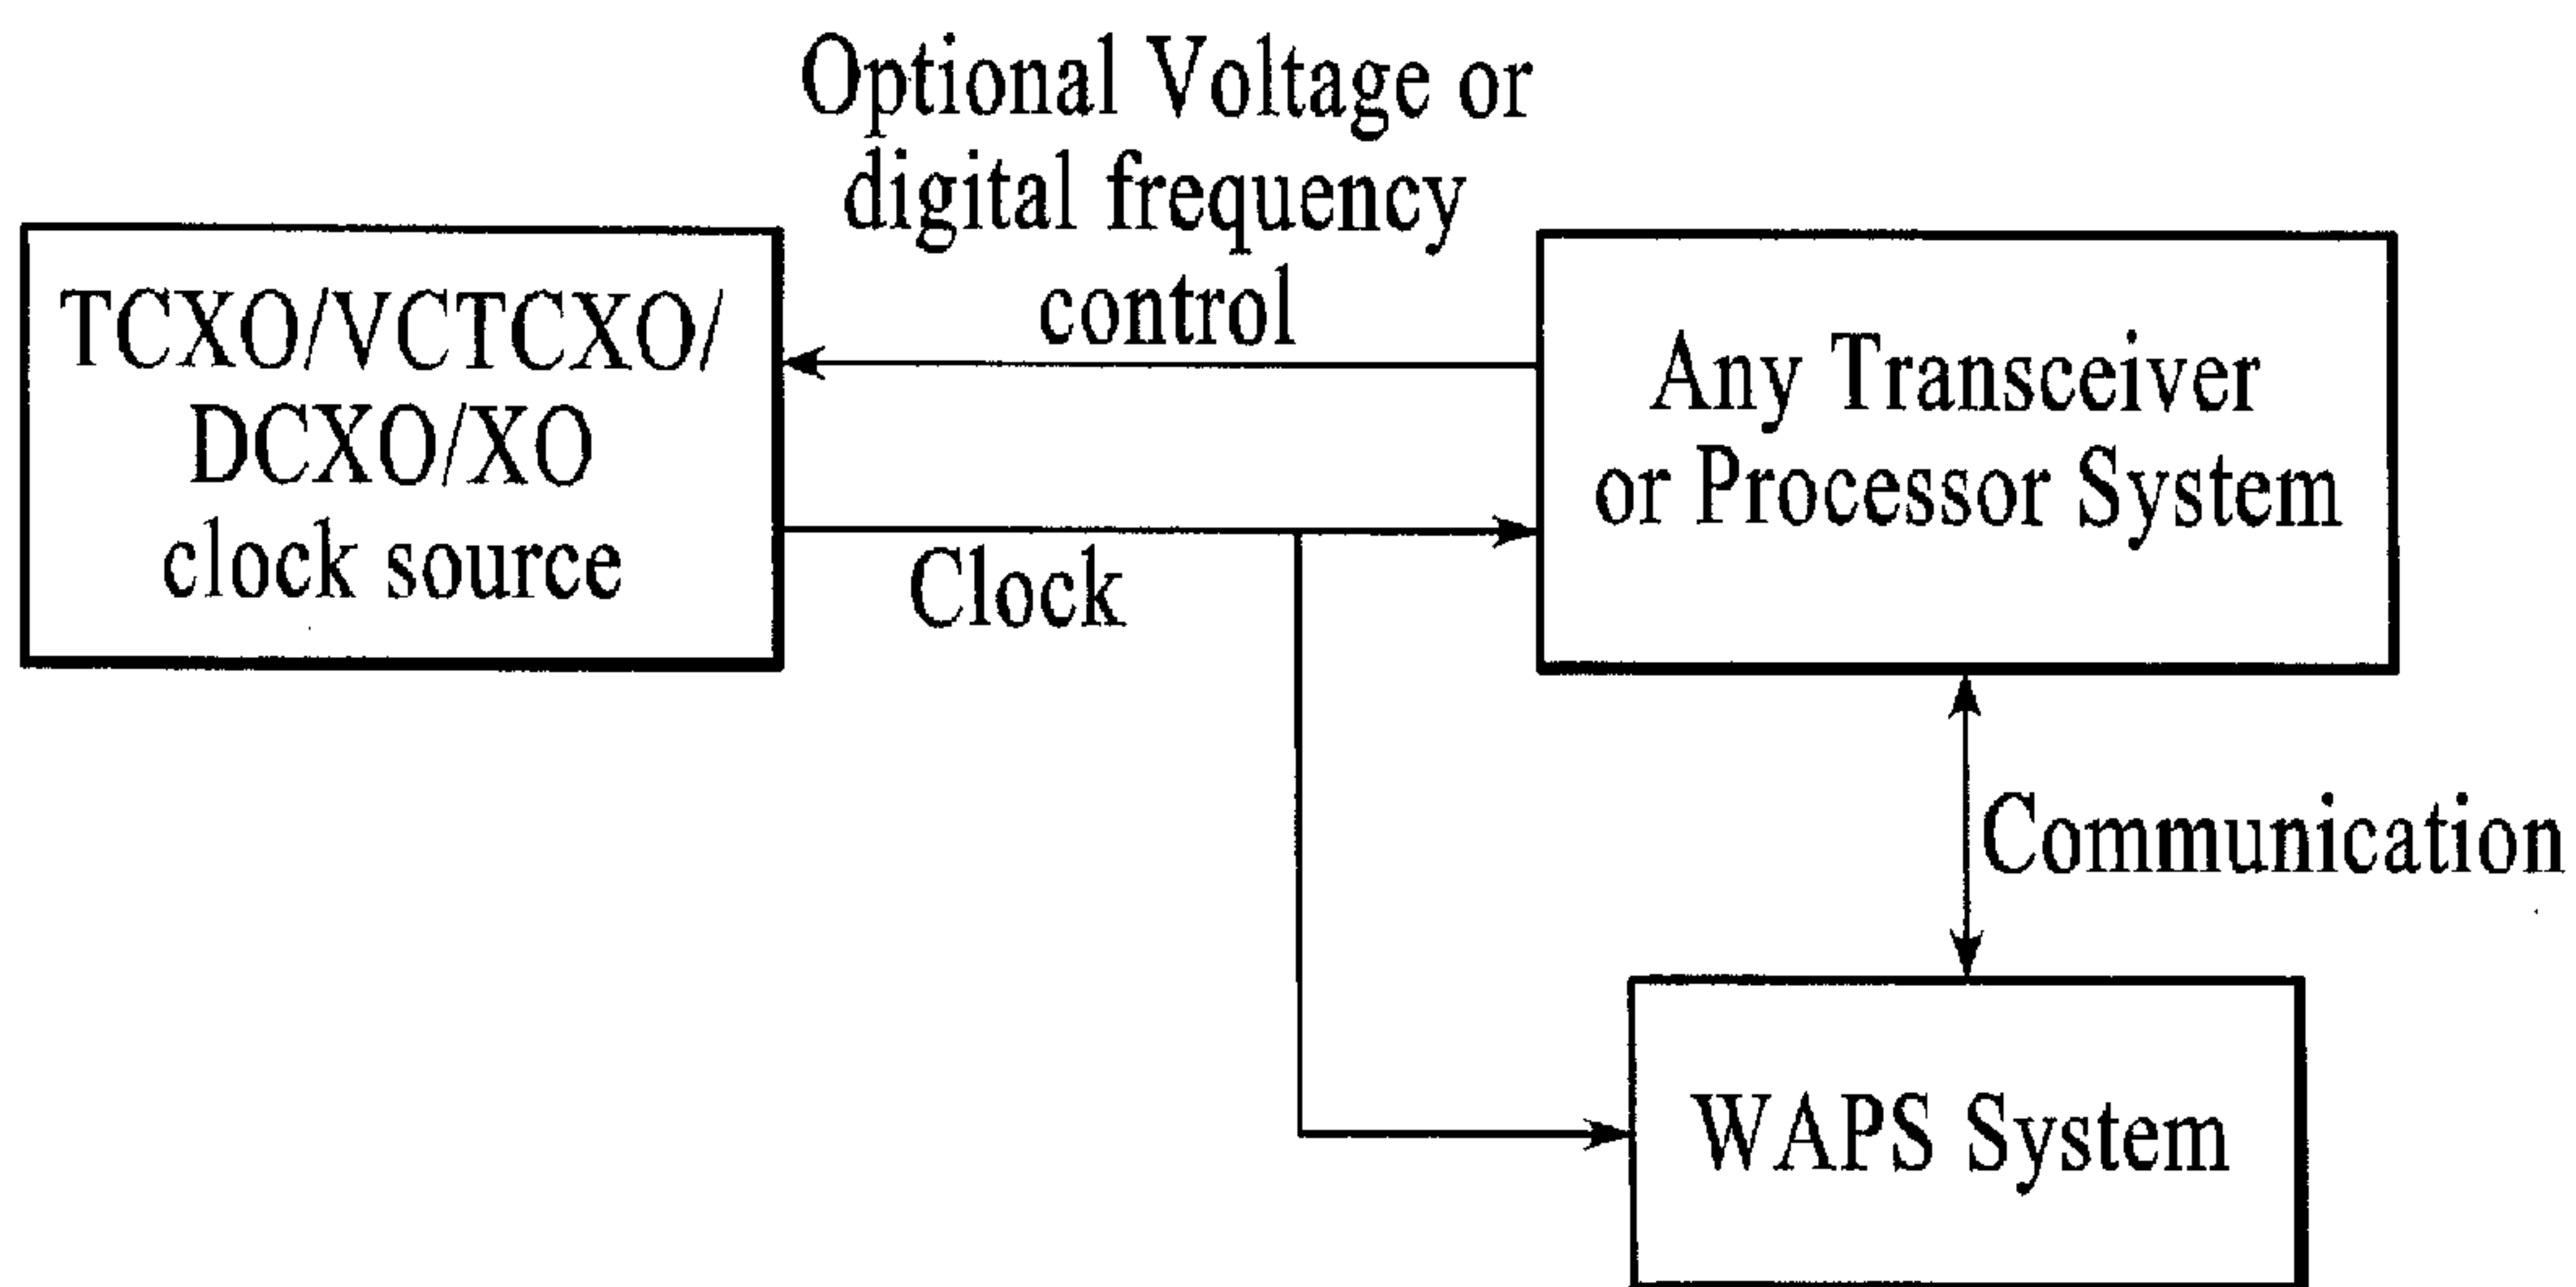 Optional Voltage or
digital frequency
control
TCXO/VCTCXO/
DCXO/XO
clock source
Any Transceiver
or Processor System
Clock
Communication
WAPS System